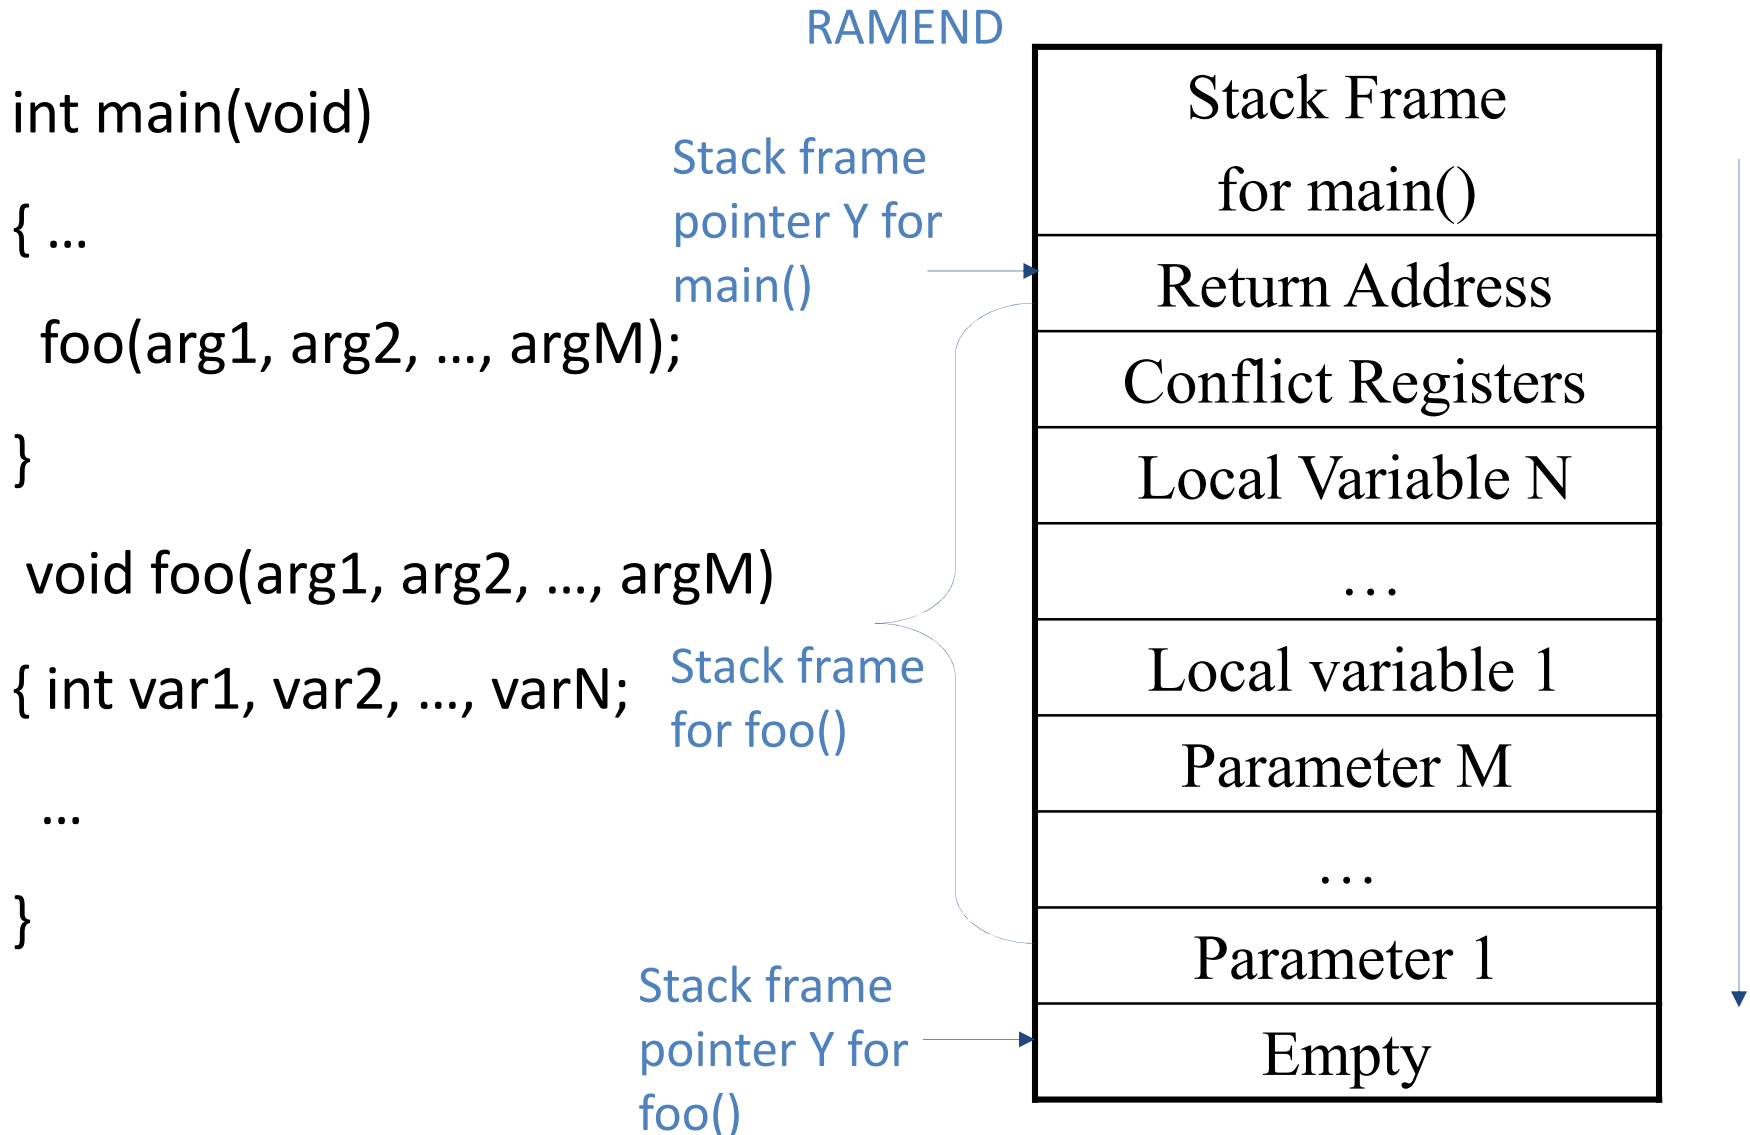 RAMEND
int main(void)
{ ...
foo(arg1, arg2, ..., argM);
}
void foo(arg1, arg2, ..., argM)
{ int var1, var2, ..., varN;
...
}
Stack frame
pointer Y for
main()
Stack frame
for foo()
Stack frame
pointer Y for
foo()
Stack Frame
for main()
Return Address
Conflict Registers
Local Variable N
...
Local variable 1
Parameter M
...
Parameter 1
Empty